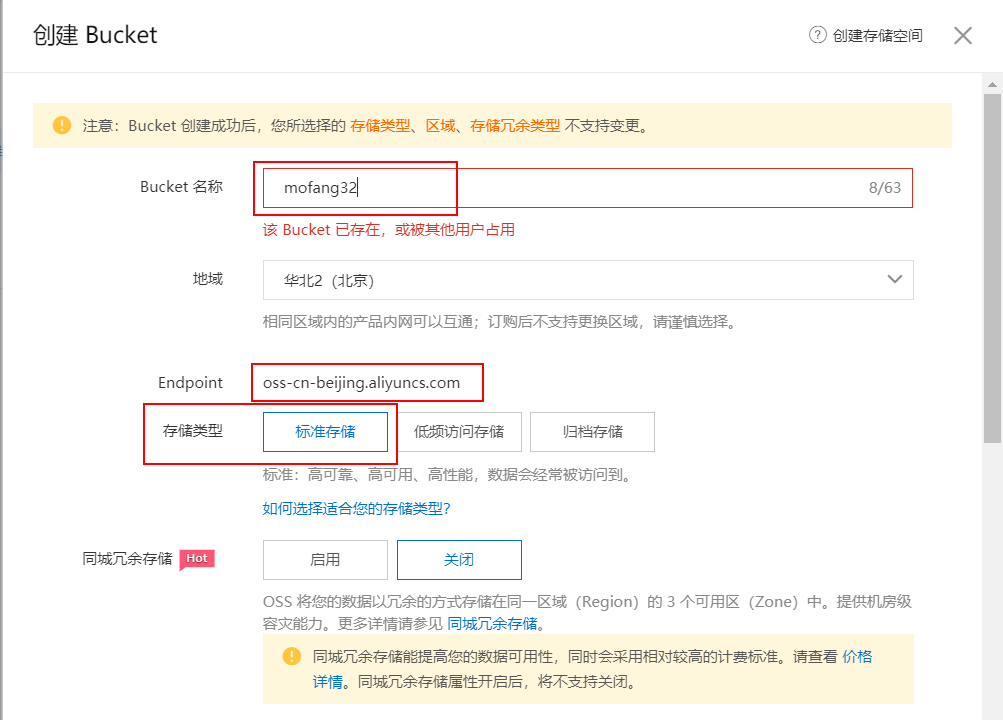 创建 Bucket
? 创建存储空间
注意：Bucket 创建成功后，您所选择的 存储类型、区域、存储冗余类型 不支持变更。
Bucket 名称
mofang32
8/63
该 Bucket 已存在，或被其他用户占用
地域
华北2（北京）
相同区域内的产品内网可以互通；订购后不支持更换区域，请谨慎选择。
Endpoint
oss-cn-beijing.aliyuncs.com
存储类型
标准存储
低频访问存储
归档存储
标准：高可靠、高可用、高性能，数据会经常被访问到。
如何选择适合您的存储类型?
同城冗余存储 Hot
启用
关闭
OSS 将您的数据以冗余的方式存储在同一区域（Region）的 3 个可用区（Zone）中。提供机房级
容灾能力。更多详情请参见 同城冗余存储。
同城冗余存储能提高您的数据可用性，同时会采用相对较高的计费标准。请查看 价格
详情。同城冗余存储属性开启后，将不支持关闭。